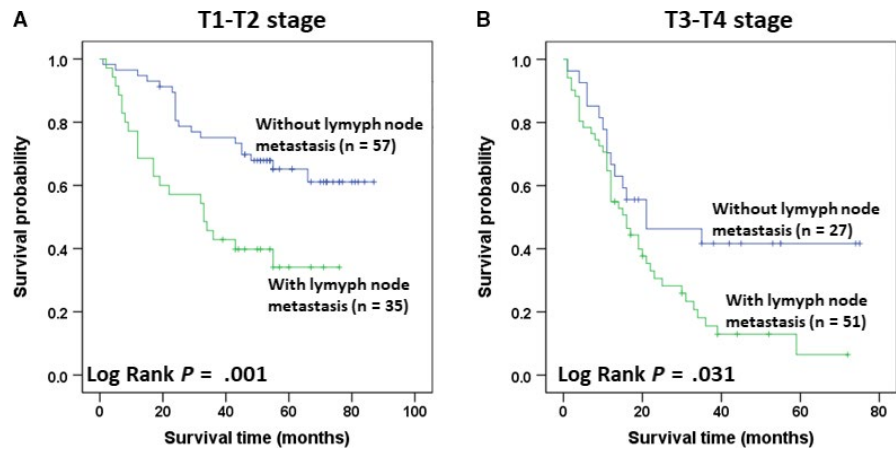 A
T1-T2 stage
Survival probability
1.0
0.8
0.6
0.4
0.2
0.0
Without lymyph node
metastasis (n = 57)
With lymyph node
metastasis (n = 35)
Log Rank P = .001
0 20 40 60 80 100
Survival time (months)
B
T3-T4 stage
Survival probability
1.0
0.8
0.6
0.4
0.2
0.0
Without lymyph node
metastasis (n = 27)
With lymyph node
metastasis (n = 51)
Log Rank P = .031
0 20 40 60 80
Survival time (months)